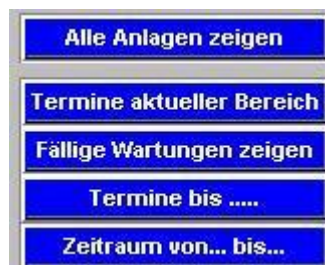 Alle Anlagen zeigen
Termine aktueller Bereich
Fällige Wartungen zeigen
Termine bis .....
Zeitraum von... bis...